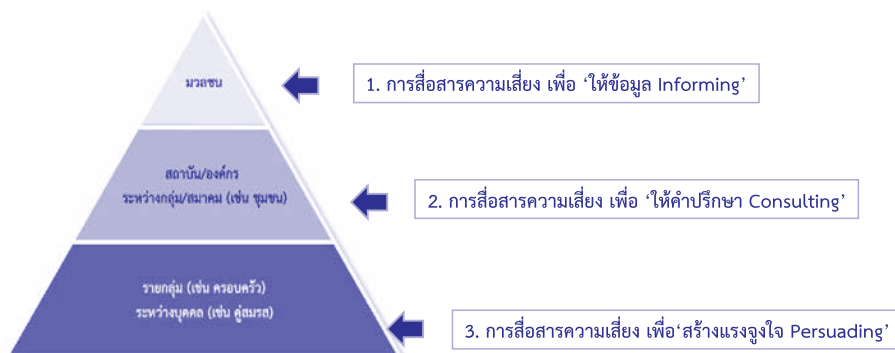 มวลชน
1. การสื่อสารความเสี่ยง เพื่อ ‘ให้ข้อมูล Informing’
สถาบัน/องค์กร
ระหว่างกลุ่ม/สมาคม (เช่น ชุมชน)
2. การสื่อสารความเสี่ยง เพื่อ ‘ให้คำปรึกษา Consulting’
รายกลุ่ม (เช่น ครอบครัว)
ระหว่างบุคคล (เช่น คู่สมรส)
3. การสื่อสารความเสี่ยง เพื่อ‘สร้างแรงจูงใจ Persuading’